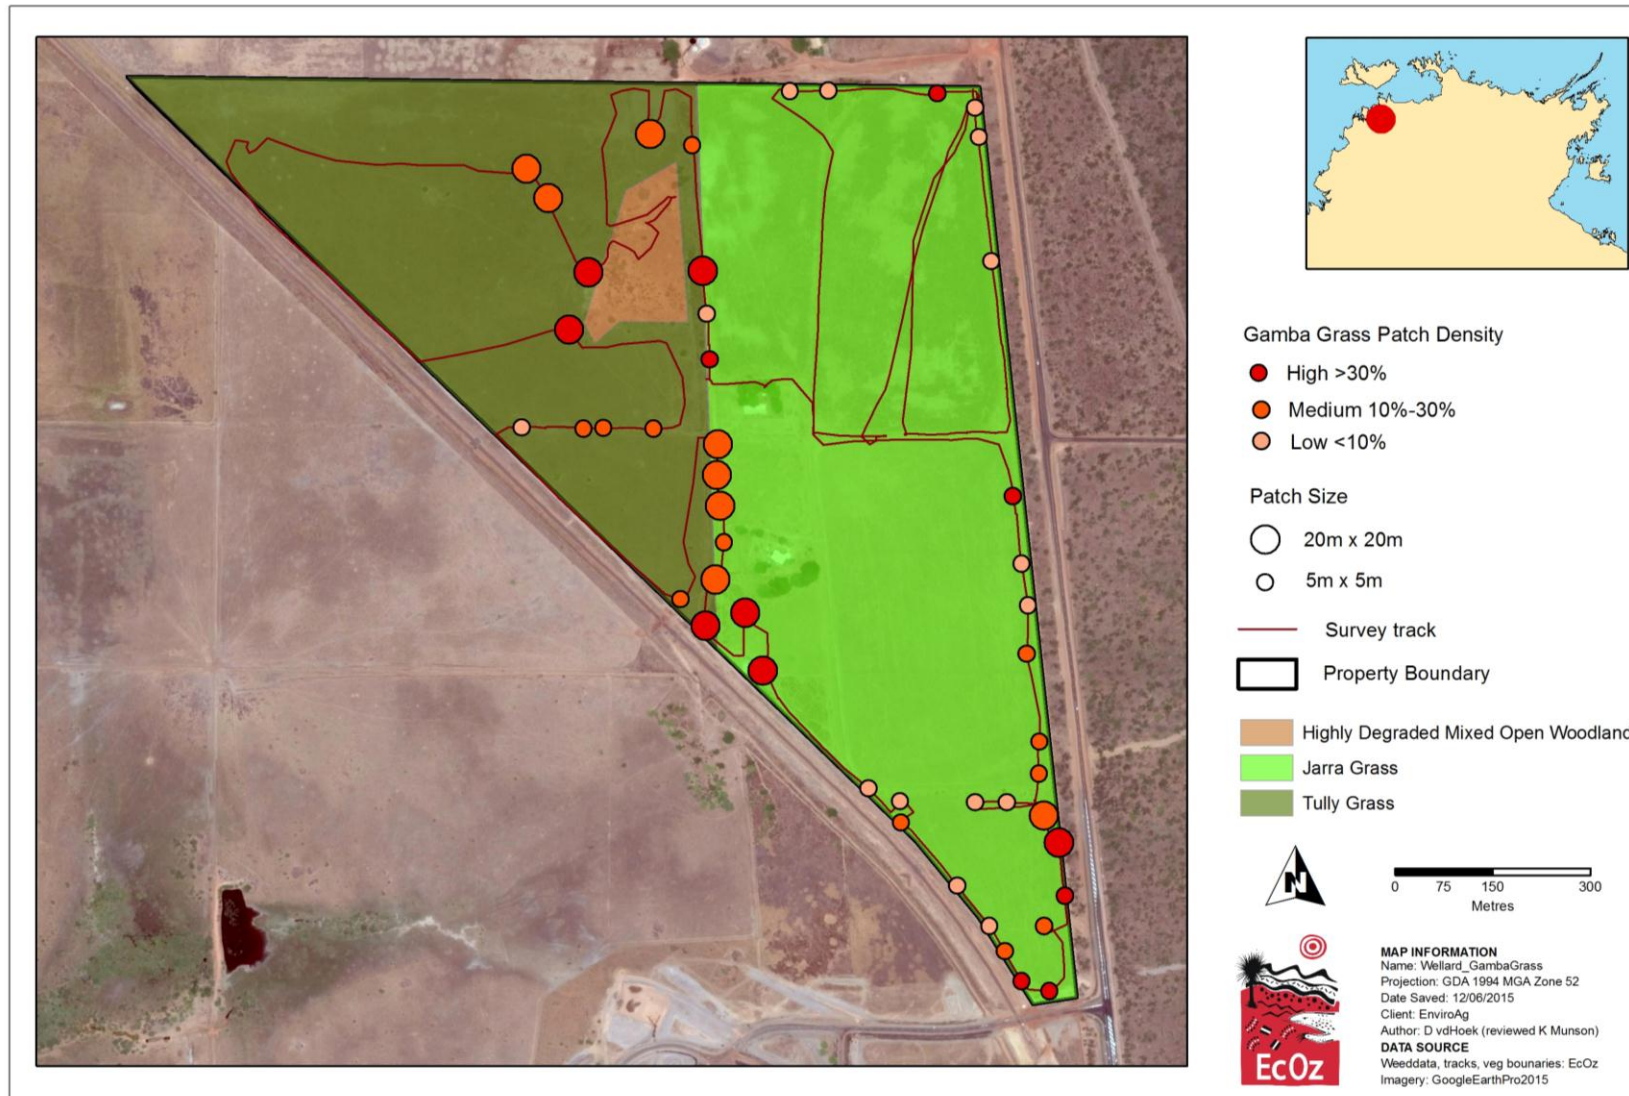 Gamba Grass Patch Density
High >30%
Medium 10%-30%
Low <10%
Patch Size
20m x 20m
5m x 5m
Survey track
Property Boundary
Highly Degraded Mixed Open Woodland
Jarra Grass
Tully Grass
N
0 75 150 300
Metres
MAP INFORMATION
Name: Wellard_GambaGrass
Projection: GDA 1994 MGA Zone 52
Date Saved: 12/06/2015
Client: EnviroAg
Author: D vdHoek (reviewed K Munson)
DATA SOURCE
Weeddata, tracks, veg bounaries: EcOz
Imagery: GoogleEarthPro2015
EcOz